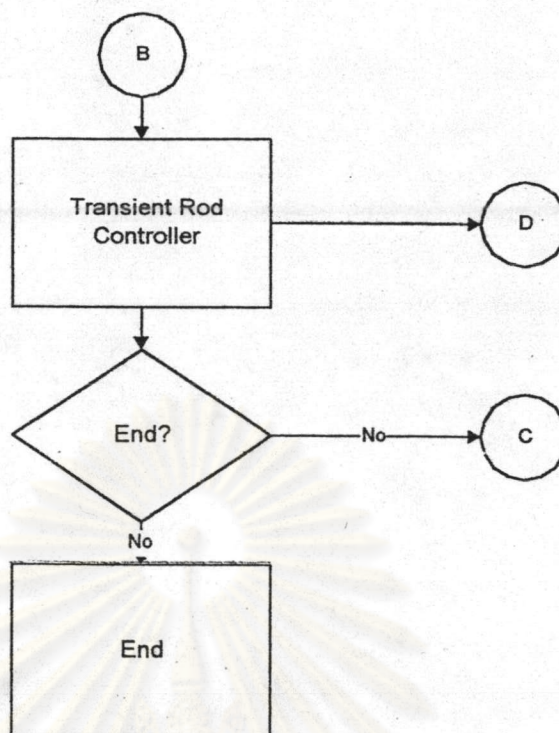 B
Transient Rod
Controller
D
End?
No
C
No
End